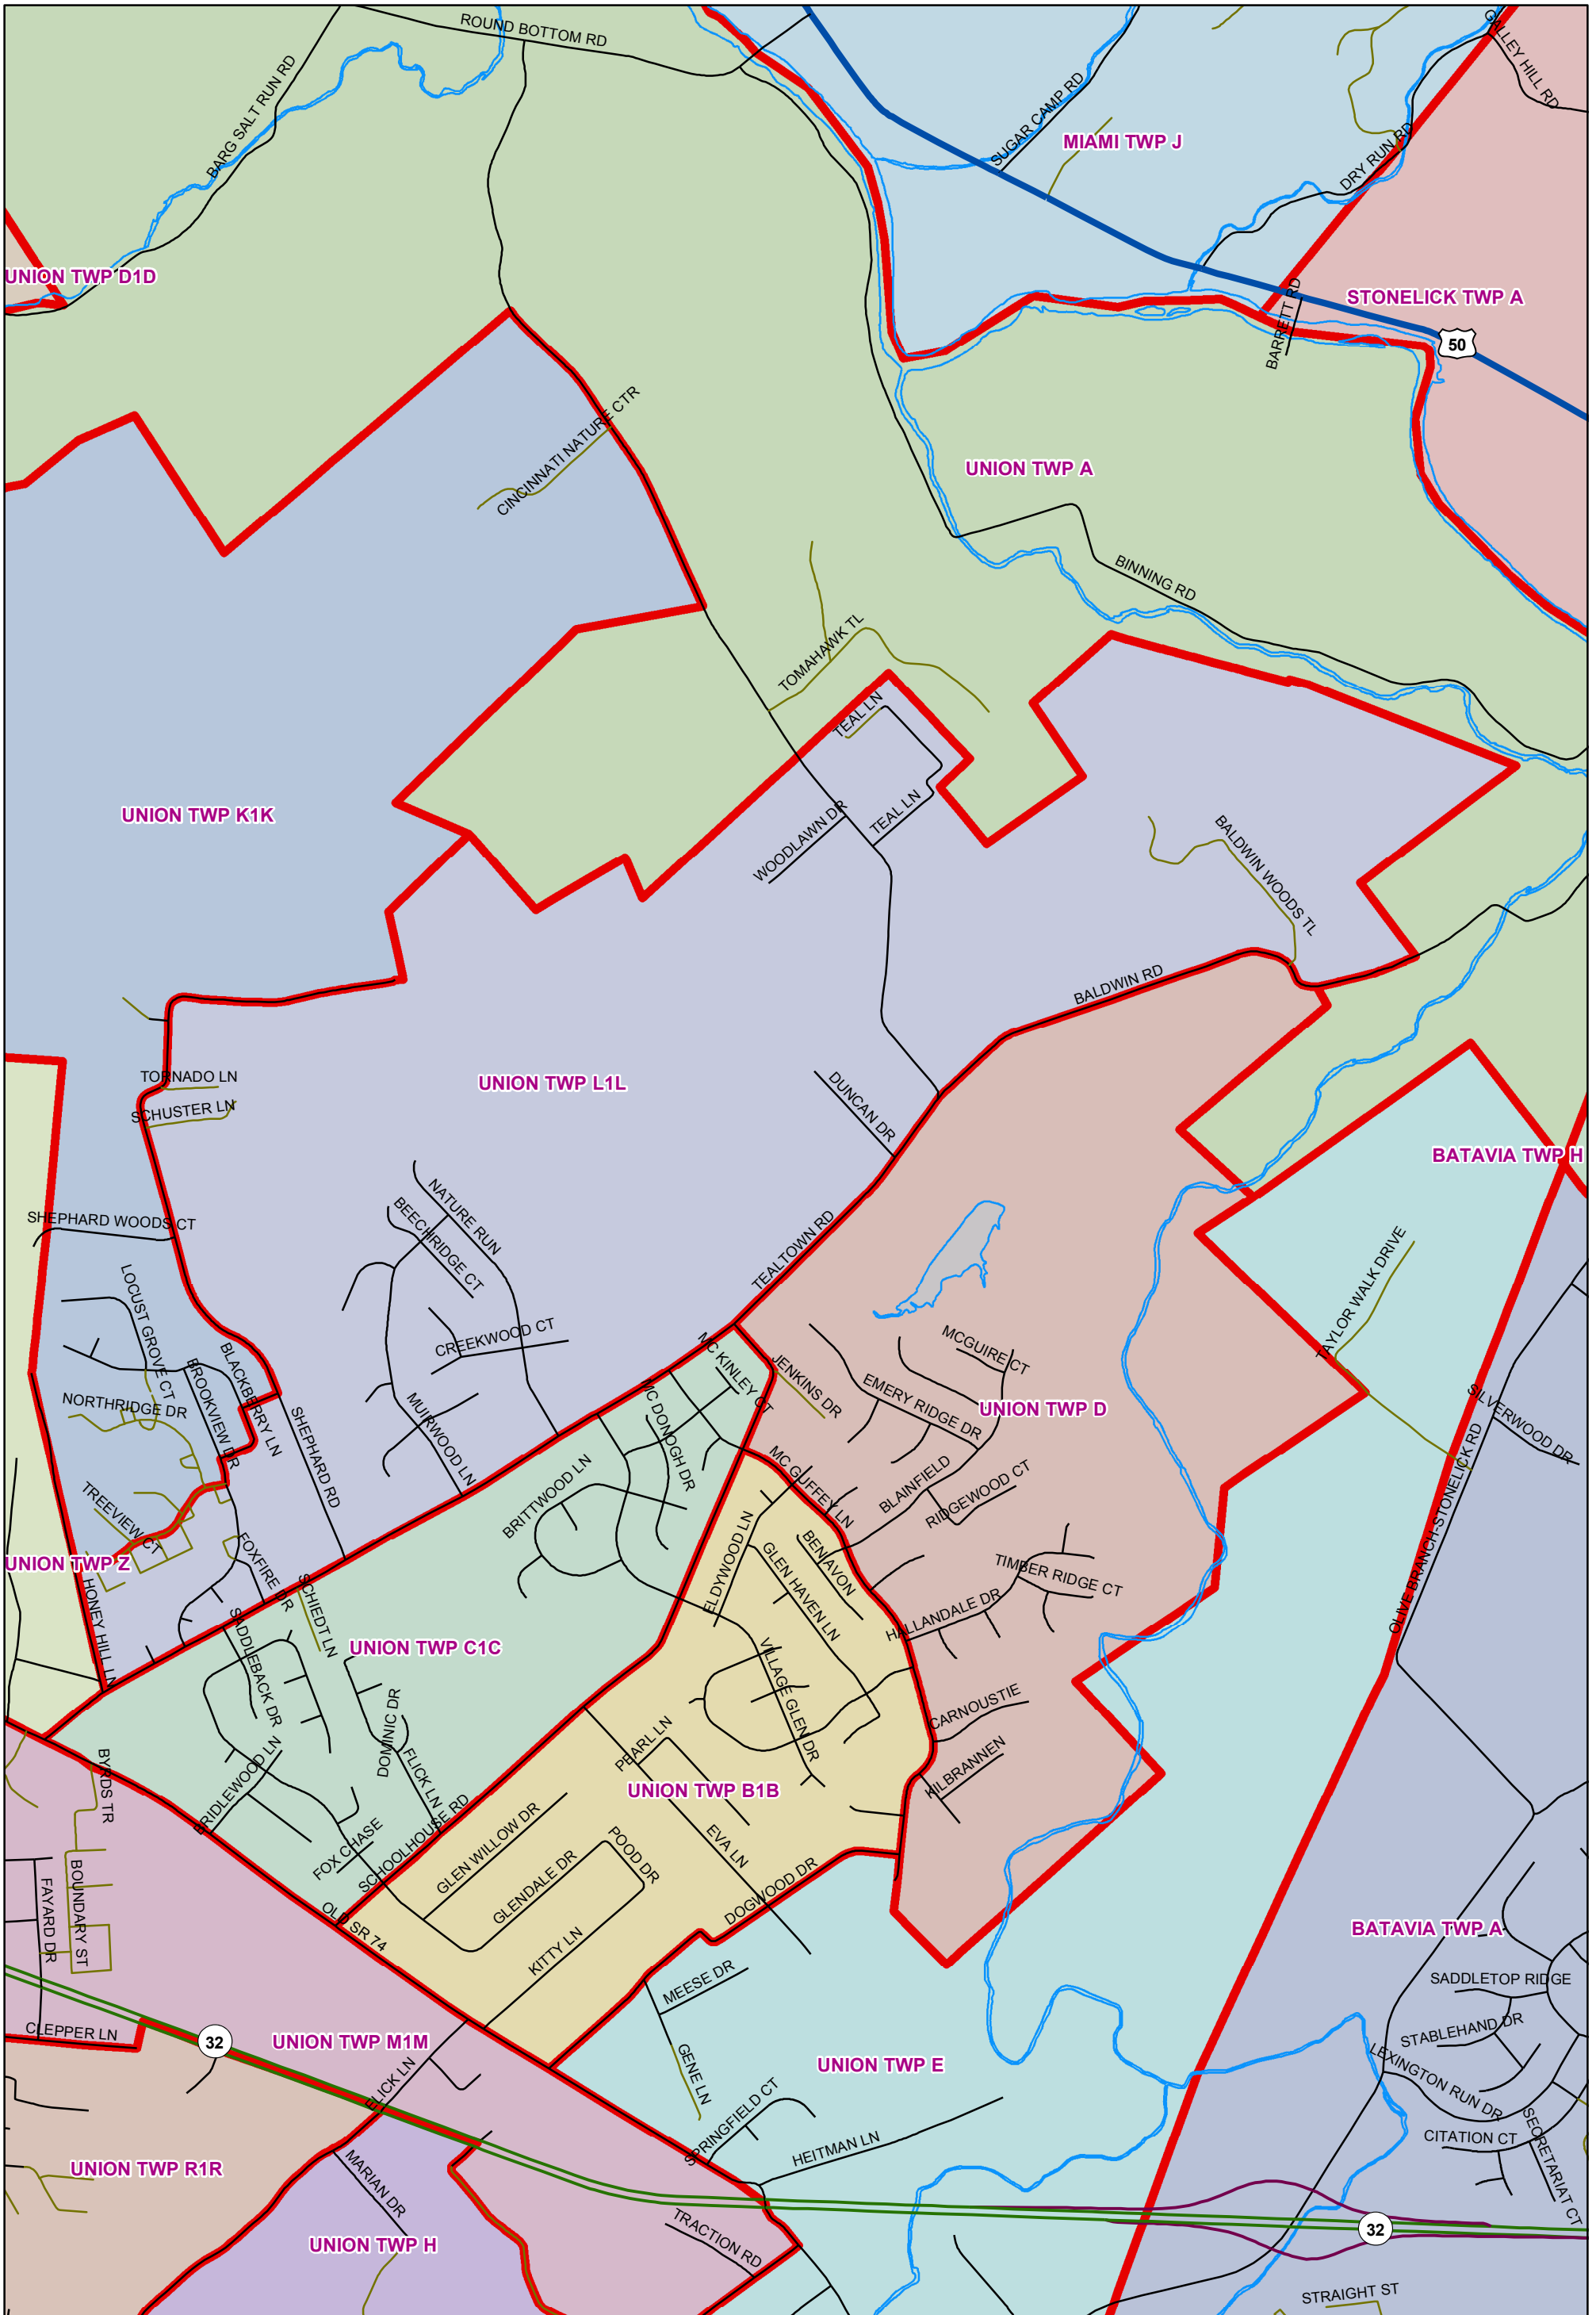 ROUND BOTTOM RD
GALLEY HILL RD
BARG SALT RUN RD
SUGAR CAMP RD
MIAMI TWP J
DRY RUN RD
UNION TWP D1D
STONELICK TWP A
BARRETT RD
50
CINCINNATI NATURE CTR
UNION TWP A
BINNING RD
TOMAHAWK TL
TEAL LN
UNION TWP K1K
WOODLAWN DR
TEAL LN
BALDWIN WOODS TL
BALDWIN RD
TORNADO LN
UNION TWP L1L
SCHUSTER LN
DUNCAN DR
BATAVIA TWP H
SHEPHARD WOODS CT
NATURE RUN
BEECHRIDGE CT
TEALTOWN RD
TAYLOR WALK DRIVE
LOCUST GROVE CT
CREEKWOOD CT
MC KINLEY CT
MCGUIRE CT
BLACKBERRY LN
BROOKVIEW DR
JENKINS DR
EMERY RIDGE DR
UNION TWP D
NORTHRIDGE DR
MUIRWOOD LN
MC DONOGH DR
SILVERWOOD DR
SHEPHARD RD
MC GUFFEY LN
BLAINFIELD
RIDGEWOOD CT
BRITTWOOD LN
TREEVIEW CT
OLIVE BRANCH-STONELICK RD
UNION TWP Z
FOXFIRE DR
ELDYWOOD LN
GLEN HAVEN LN
BENIAVON
TIMBER RIDGE CT
HONEY HILL LN
SCHIEDT LN
HALLANDALE DR
SADDLEBACK DR
UNION TWP C1C
VILLAGE GLEN DR
CARNOUSTIE
DOMINIC DR
PEARL LN
KILBRANNEN
BYRDS TR
BRIDLEWOOD LN
FLICK LN
UNION TWP B1B
FOX CHASE
SCHOOLHOUSE RD
GLEN WILLOW DR
EVA LN
POOD DR
GLENDALE DR
DOGWOOD DR
FAYARD DR
BOUNDARY ST
OLD SR 74
KITTY LN
BATAVIA TWP A
MEESE DR
SADDLETOP RIDGE
CLEPPER LN
32
UNION TWP M1M
STABLEHAND DR
UNION TWP E
GENE LN
LEXINGTON RUN DR
ELICK LN
SPRINGFIELD CT
HEITMAN LN
CITATION CT
SECRETARIAT CT
UNION TWP R1R
MARIAN DR
UNION TWP H
TRACTION RD
32
STRAIGHT ST